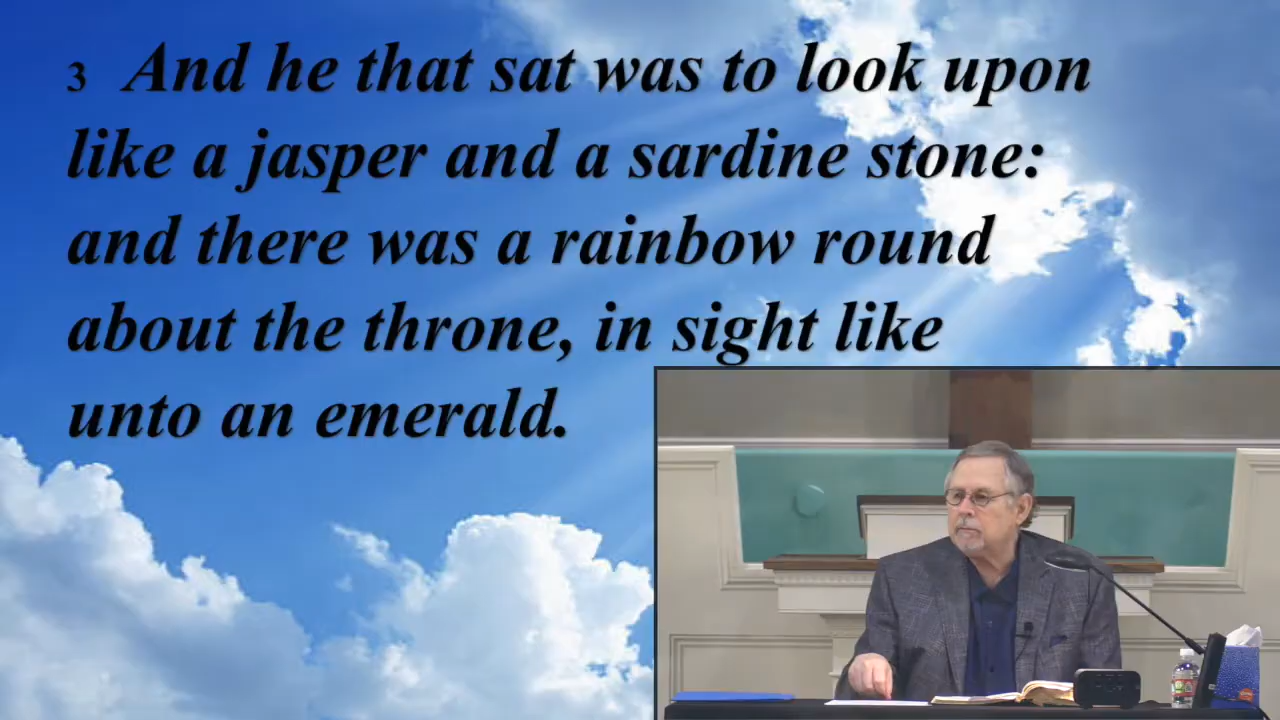 3 And he that sat was to look upon
like a jasper and a sardine stone:
and there was a rainbow round
about the throne, in sight like
unto an emerald.